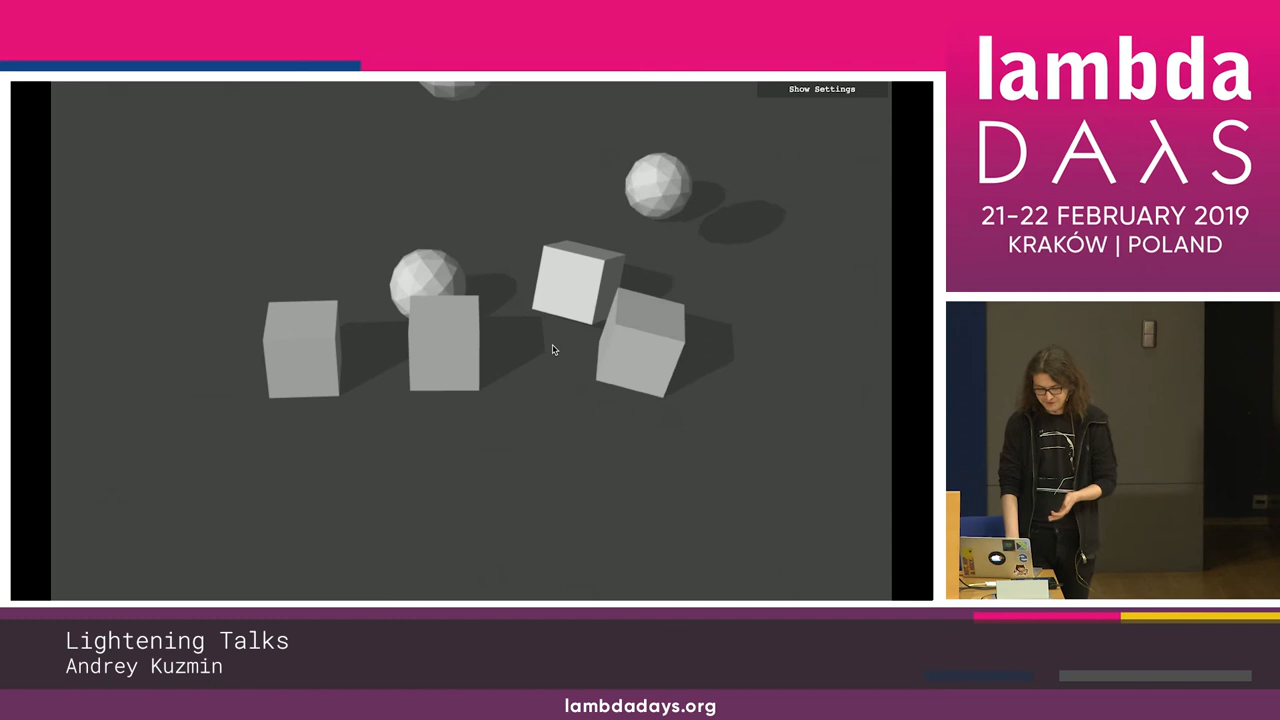 Show Settings
lambda
DAλS
21-22 FEBRUARY 2019
KRAKÓW | POLAND
Lightening Talks
Andrey Kuzmin
lambdadays.org